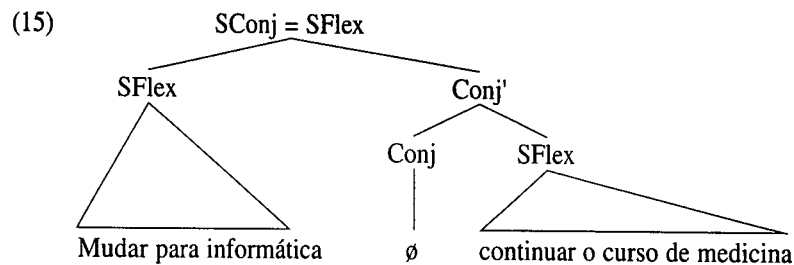 (15) SConj = SFlex
SFlex Conj'
Conj SFlex
Mudar para informática ø continuar o curso de medicina